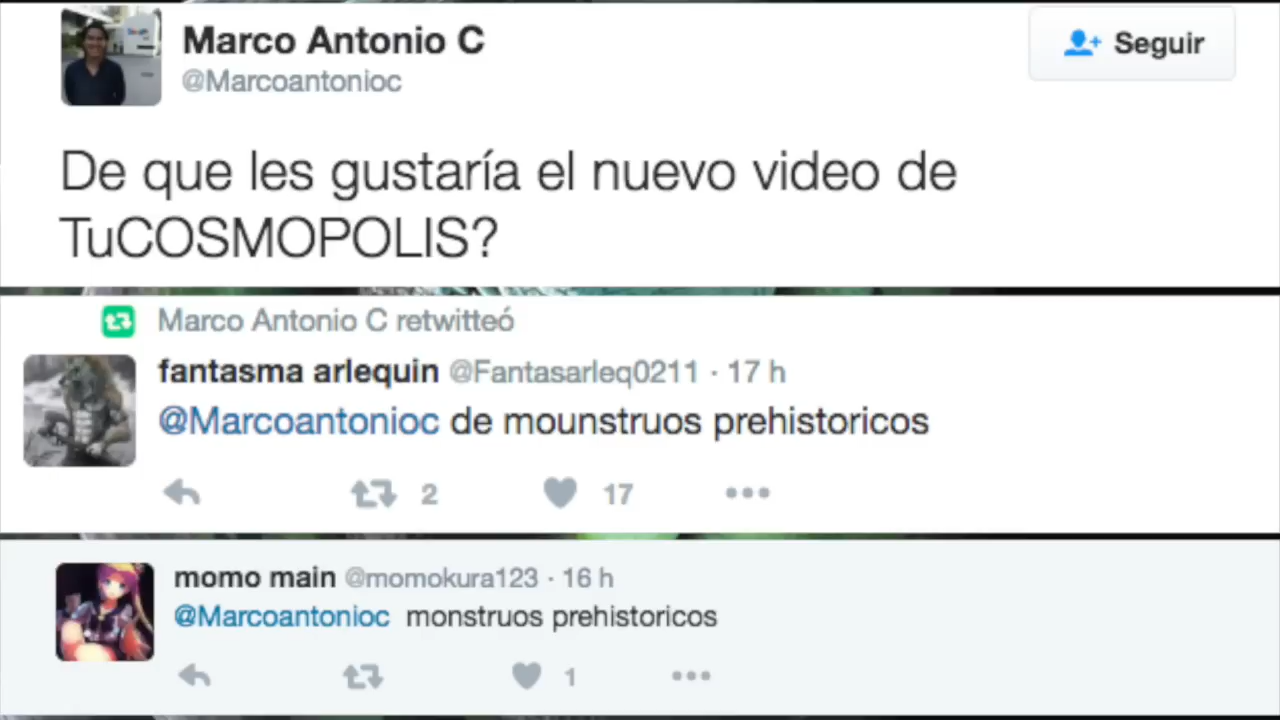 Marco Antonio C
@Marcoantonioc
Seguir
De que les gustaría el nuevo video de
TuCOSMOPOLIS?
Marco Antonio C retwitteó
fantasma arlequin @Fantasarleq0211 · 17 h
@Marcoantonioc de mounstruos prehistoricos
2 17
momo main @momokura123 · 16 h
@Marcoantonioc monstruos prehistoricos
1